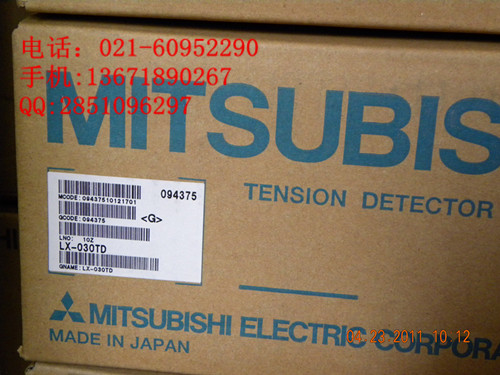 电话：021-60952290
手机:13671890267
QQ:2851096297
MITSUBIS
TENSION DETECTOR
094375
MCODE:09437510121701
<G>
QCODE:094375
LNO: 10Z
LX-030TD
QNAME:LX-030TD
MITSUBISHI ELECTRIC CORPORA
MADE IN JAPAN
04.23.2011 10:12